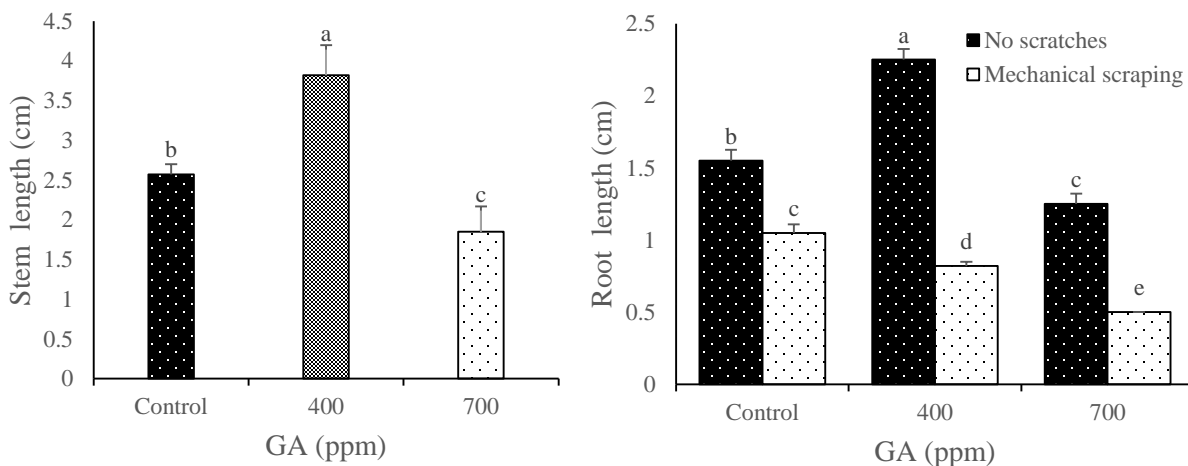 Stem length (cm)
4.5
4
3.5
3
2.5
2
1.5
1
0.5
0
b
a
c
Control 400 700
GA (ppm)
Root length (cm)
2.5
2
1.5
1
0.5
0
No scratches
Mechanical scraping
b
c
a
d
c
e
Control 400 700
GA (ppm)